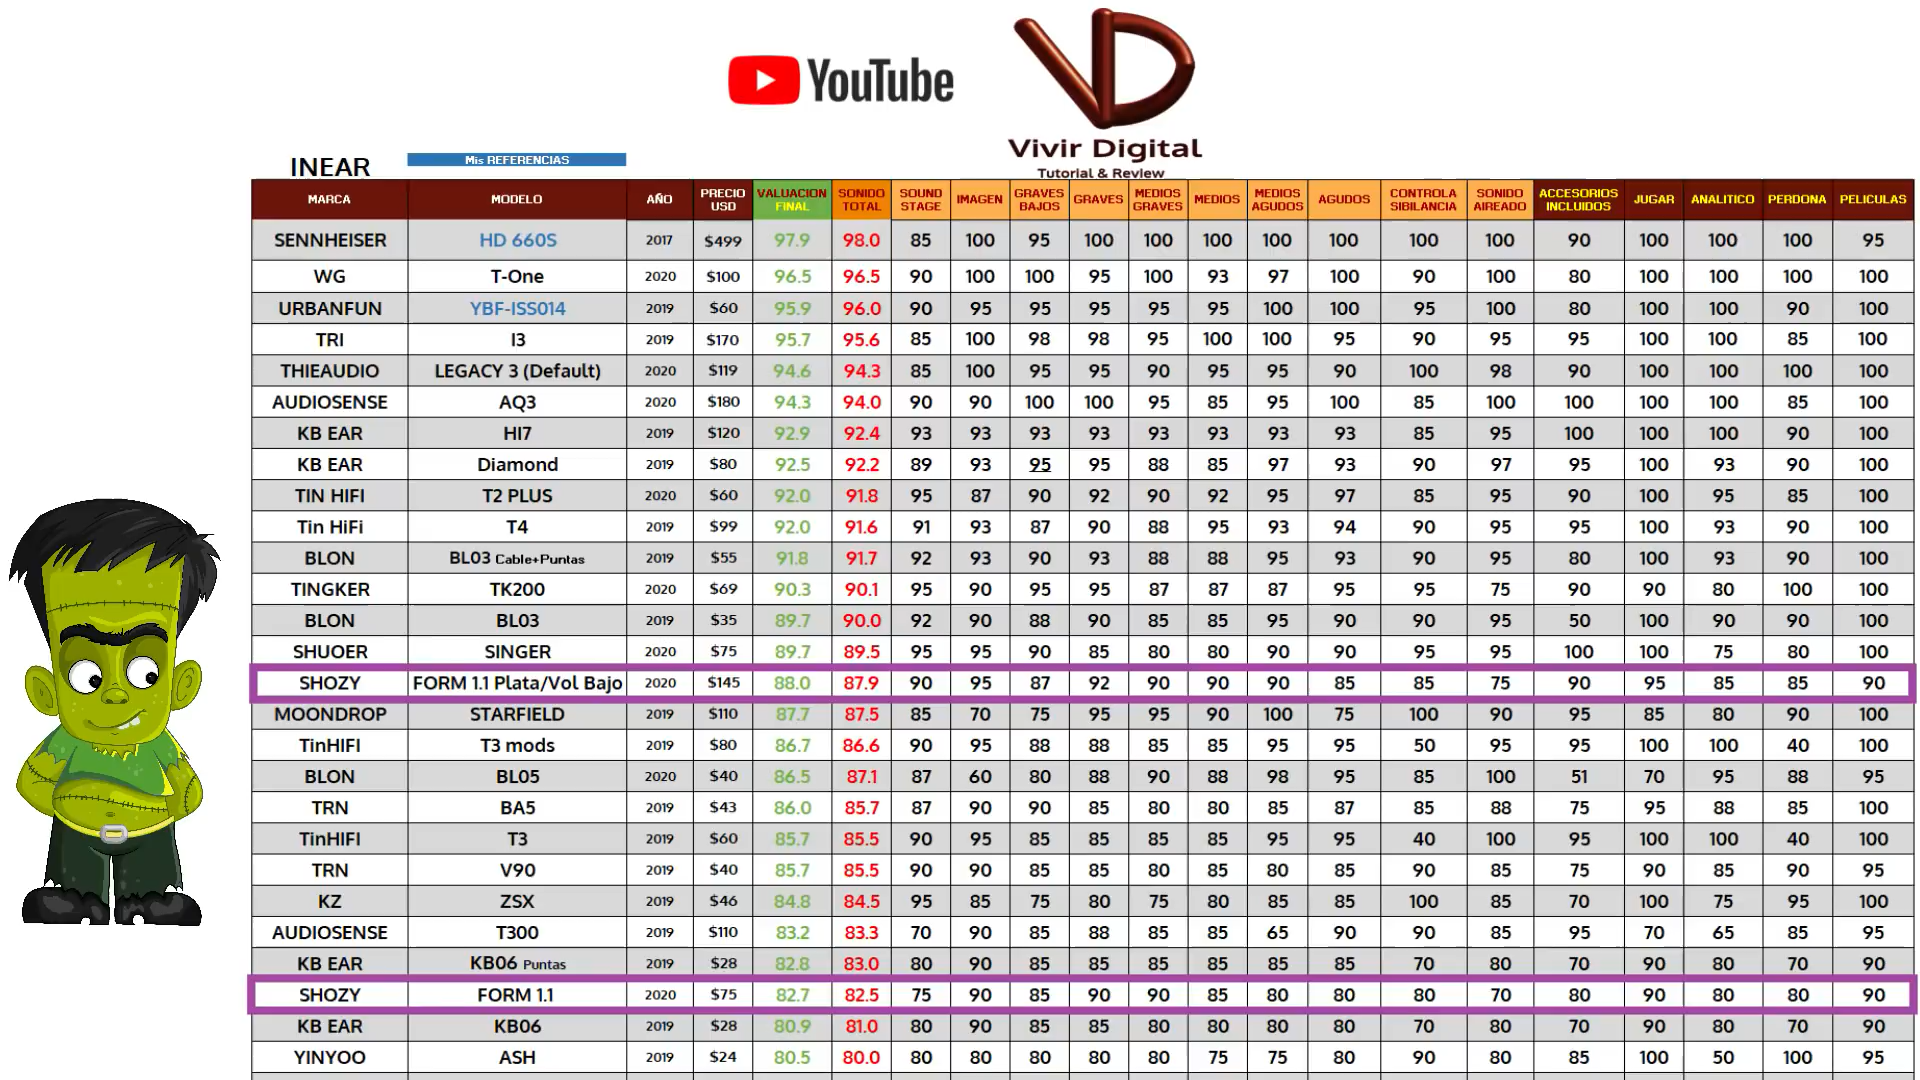 YouTube
VD
Vivir Digital
Tutorial & Review
INEAR Mis REFERENCIAS
MARCA MODELO AÑO PRECIO USD VALUACION FINAL SONIDO TOTAL SOUND STAGE IMAGEN GRAVES BAJOS GRAVES MEDIOS GRAVES MEDIOS MEDIOS AGUDOS AGUDOS CONTROLA SIBILANCIA SONIDO AIREADO ACCESORIOS INCLUIDOS JUGAR ANALITICO PERDONA PELICULAS
SENNHEISER HD 660S 2017 $499 97.9 98.0 85 100 95 100 100 100 100 100 100 100 90 100 100 100 95
WG T-One 2020 $100 96.5 96.5 90 100 100 95 100 93 97 100 90 100 80 100 100 100 100
URBANFUN YBF-ISS014 2019 $60 95.9 96.0 90 95 95 95 95 95 100 100 95 100 80 100 100 90 100
TRI I3 2019 $170 95.7 95.6 85 100 98 98 95 100 100 95 90 95 95 100 100 85 100
THIEAUDIO LEGACY 3 (Default) 2020 $119 94.6 94.3 85 100 95 95 90 95 95 90 100 98 90 100 100 100 100
AUDIOSENSE AQ3 2020 $180 94.3 94.0 90 90 100 100 95 85 95 100 85 100 100 100 100 85 100
KB EAR HI7 2019 $120 92.9 92.4 93 93 93 93 93 93 93 93 85 95 100 100 100 90 100
KB EAR Diamond 2019 $80 92.5 92.2 89 93 95 95 88 85 97 93 90 97 95 100 93 90 100
TIN HIFI T2 PLUS 2020 $60 92.0 91.8 95 87 90 92 90 92 95 97 85 95 90 100 95 85 100
Tin HiFi T4 2019 $99 92.0 91.6 91 93 87 90 88 95 93 94 90 95 95 100 93 90 100
BLON BL03 Cable+Puntas 2019 $55 91.8 91.7 92 93 90 93 88 88 95 93 90 95 80 100 93 90 100
TINGKER TK200 2020 $69 90.3 90.1 95 90 95 95 87 87 87 95 85 75 90 90 80 100 100
BLON BL03 2019 $35 89.7 90.0 92 90 88 90 85 85 95 90 90 95 50 100 90 90 100
SHUOER SINGER 2020 $75 89.7 89.5 95 95 90 85 80 80 90 90 95 95 100 100 75 80 100
SHOZY FORM 1.1 Plata/Vol Bajo 2020 $145 88.0 87.9 90 95 87 92 90 90 90 85 85 75 90 95 85 85 90
MOONDROP STARFIELD 2019 $110 87.7 87.5 85 70 75 95 95 90 100 75 100 90 95 85 80 90 100
TinHIFI T3 mods 2019 $80 86.7 86.6 90 95 88 88 85 85 95 95 50 95 95 100 100 40 100
BLON BL05 2020 $40 86.5 87.1 87 60 80 88 90 88 98 95 85 100 51 70 95 88 95
TRN BA5 2019 $43 86.0 85.7 87 90 90 85 80 80 85 87 85 88 75 95 88 85 100
TinHIFI T3 2019 $60 85.7 85.5 90 95 85 85 85 85 95 95 40 100 95 100 100 40 100
TRN V90 2019 $40 85.7 85.5 90 90 85 85 85 85 80 85 90 85 75 90 85 90 95
KZ ZSX 2019 $46 84.8 84.5 95 85 75 80 75 80 85 85 100 85 70 100 75 95 100
AUDIOSENSE T300 2019 $110 83.2 83.3 70 90 85 88 85 85 65 90 90 85 95 70 65 85 95
KB EAR KB06 Puntas 2019 $28 82.8 83.0 80 90 85 85 85 85 85 85 70 80 70 90 80 70 90
SHOZY FORM 1.1 2020 $75 82.7 82.5 75 90 85 90 90 85 80 80 80 70 80 90 80 80 90
KB EAR KB06 2019 $28 80.9 81.0 80 90 85 85 80 80 80 80 70 80 70 90 80 70 90
YINYOO ASH 2019 $24 80.5 80.0 80 80 80 80 80 75 75 80 90 80 85 100 50 100 95